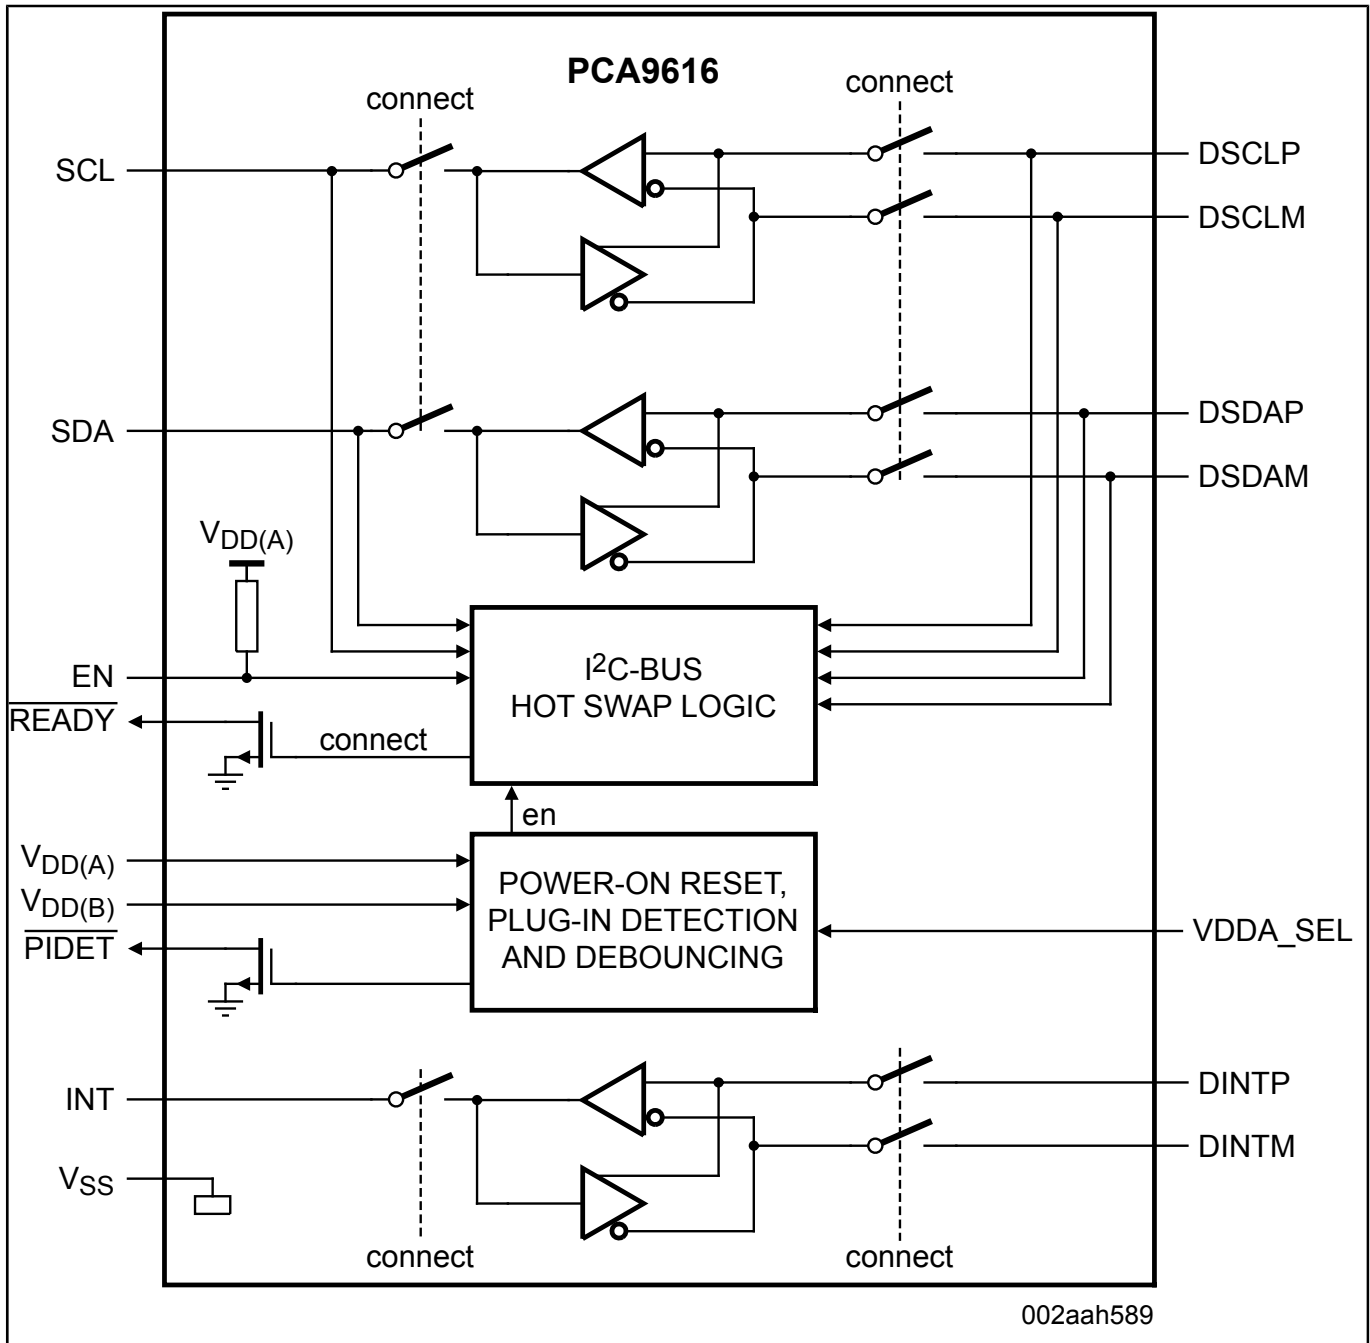 PCA9616
connect
connect
SCL
DSCLP
DSCLM
SDA
DSDAP
DSDAM
VDD(A)
EN
READY
connect
I2C-BUS
HOT SWAP LOGIC
en
VDD(A)
VDD(B)
PIDET
POWER-ON RESET,
PLUG-IN DETECTION
AND DEBOUNCING
VDDA_SEL
INT
DINTP
DINTM
VSS
connect
connect
002aah589